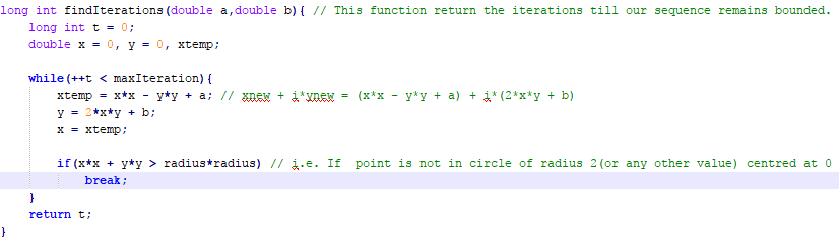 long int findIterations(double a,double b){ // This function return the iterations till our sequence remains bounded.
long int t = 0;
double x = 0, y = 0, xtemp;
while(++t < maxIteration){
xtemp = x*x - y*y + a; // xnew + i*ynew = (x*x - y*y + a) + i*(2*x*y + b)
y = 2*x*y + b;
x = xtemp;
if(x*x + y*y > radius*radius) // i.e. If  point is not in circle of radius 2(or any other value) centred at 0
break;
}
return t;
}